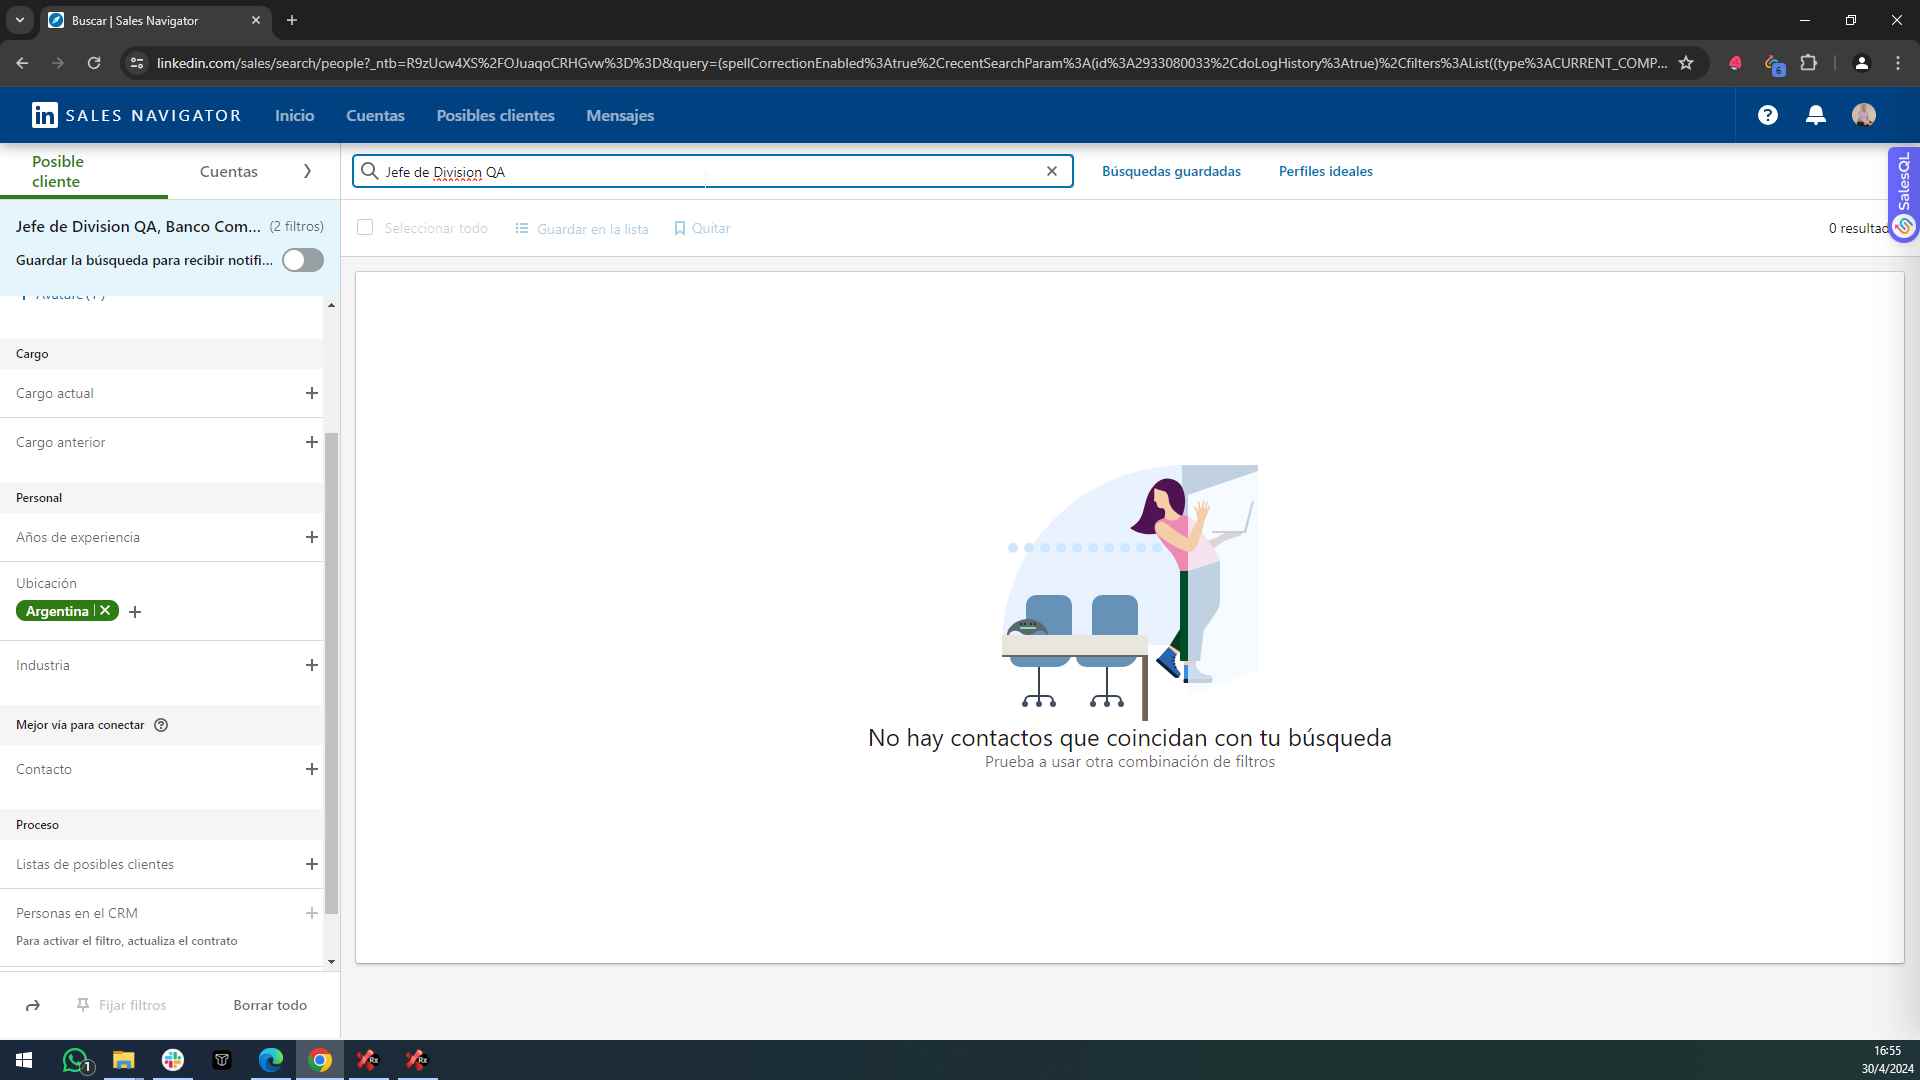 Buscar | Sales Navigator
linkedin.com/sales/search/people?_ntb=R9zUcw4XS%2FOJuaqoCRHGvw%3D%3D&query=(spellCorrectionEnabled%3Atrue%2CrecentSearchParam%3A(id%3A2933080033%2CdoLogHistory%3Atrue)%2Cfilters%3AList((type%3ACURRENT_COMP...
6
in SALES NAVIGATOR
Inicio
Cuentas
Posibles clientes
Mensajes
Posible cliente
Cuentas
Jefe de Division QA
Búsquedas guardadas
Perfiles ideales
SalesQL
Jefe de Division QA, Banco Com... (2 filtros)
Guardar la búsqueda para recibir notifi...
Seleccionar todo
Guardar en la lista
Quitar
0 resultad
Cargo
Cargo actual
Cargo anterior
Personal
Años de experiencia
Ubicación
Argentina
Industria
Mejor vía para conectar
Contacto
Proceso
Listas de posibles clientes
Personas en el CRM
Para activar el filtro, actualiza el contrato
Fijar filtros
Borrar todo
No hay contactos que coincidan con tu búsqueda
Prueba a usar otra combinación de filtros
1
Rx
Rx
16:55
30/4/2024